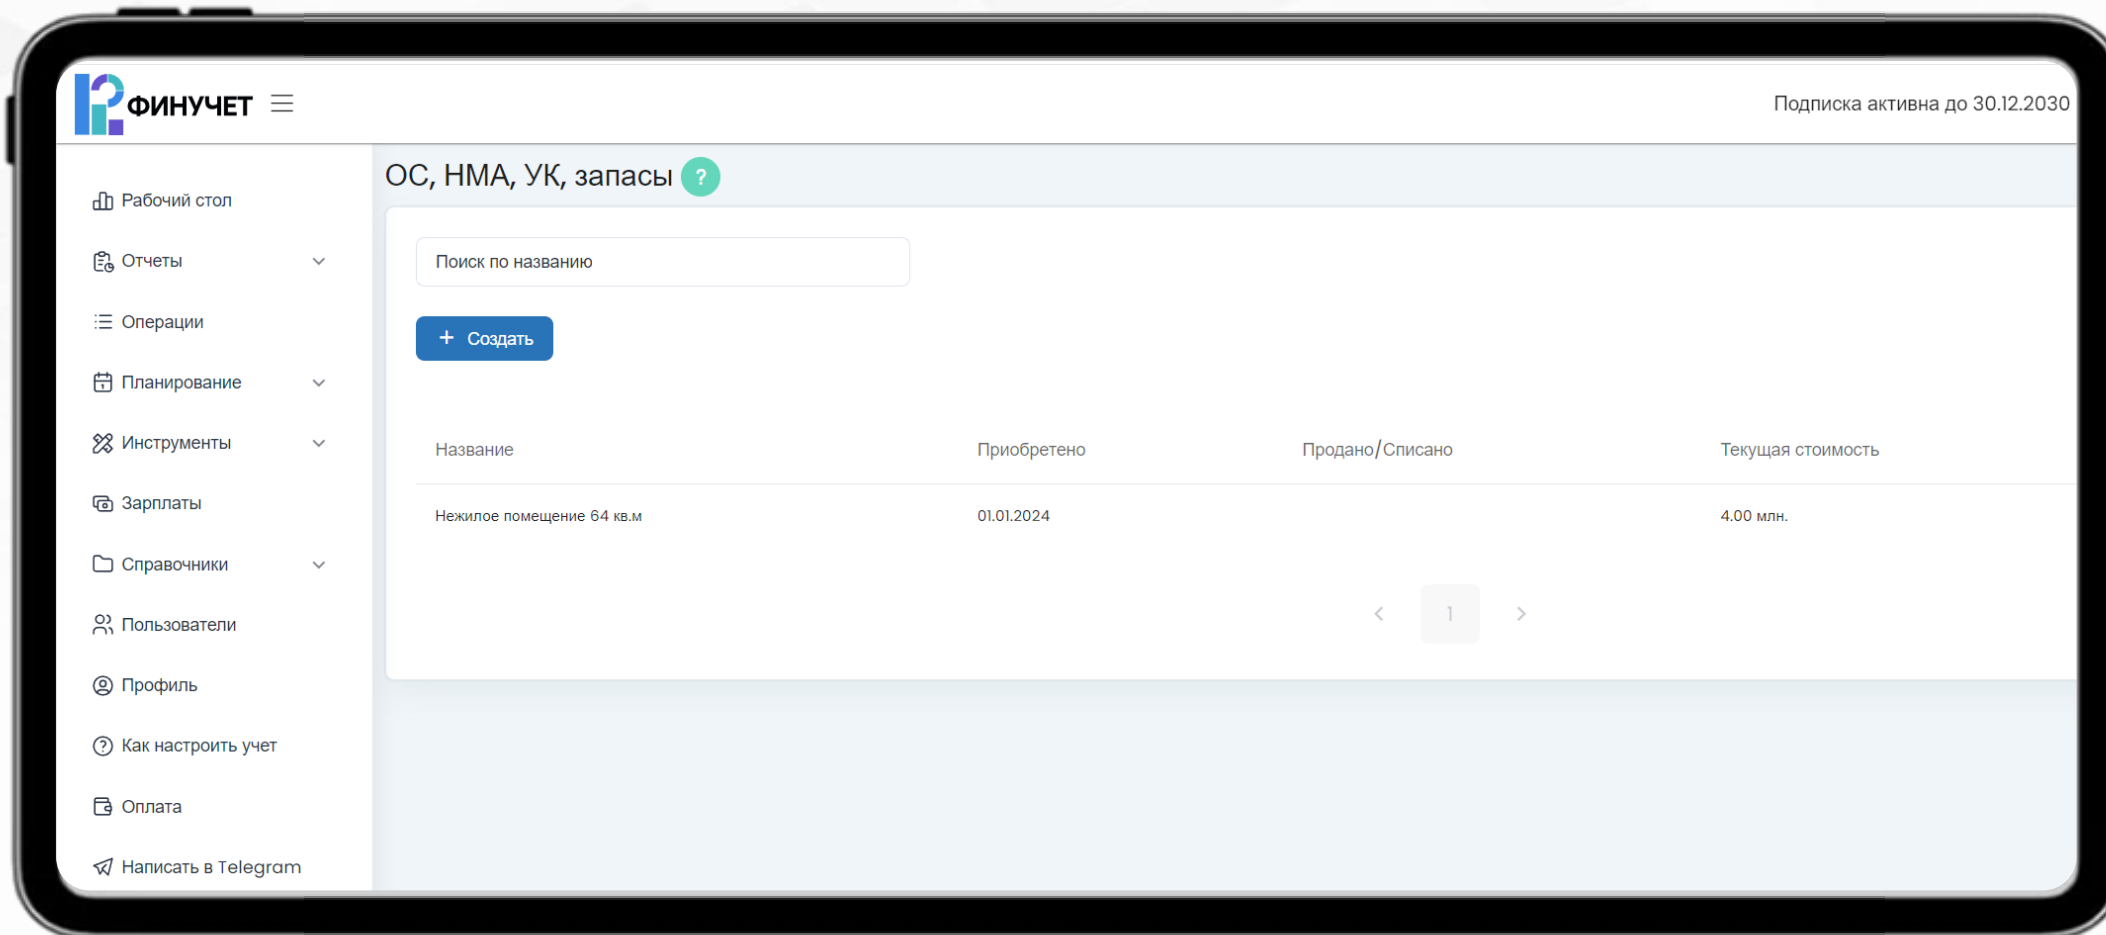 ФИНУЧЕТ
Подписка активна до 30.12.2030
Рабочий стол
Отчеты
Операции
Планирование
Инструменты
Зарплаты
Справочники
Пользователи
Профиль
Как настроить учет
Оплата
Написать в Telegram
ОС, НМА, УК, запасы ?
Поиск по названию
+ Создать
Название Приобретено Продано/Списано Текущая стоимость
Нежилое помещение 64 кв.м 01.01.2024 4.00 млн.
< 1 >